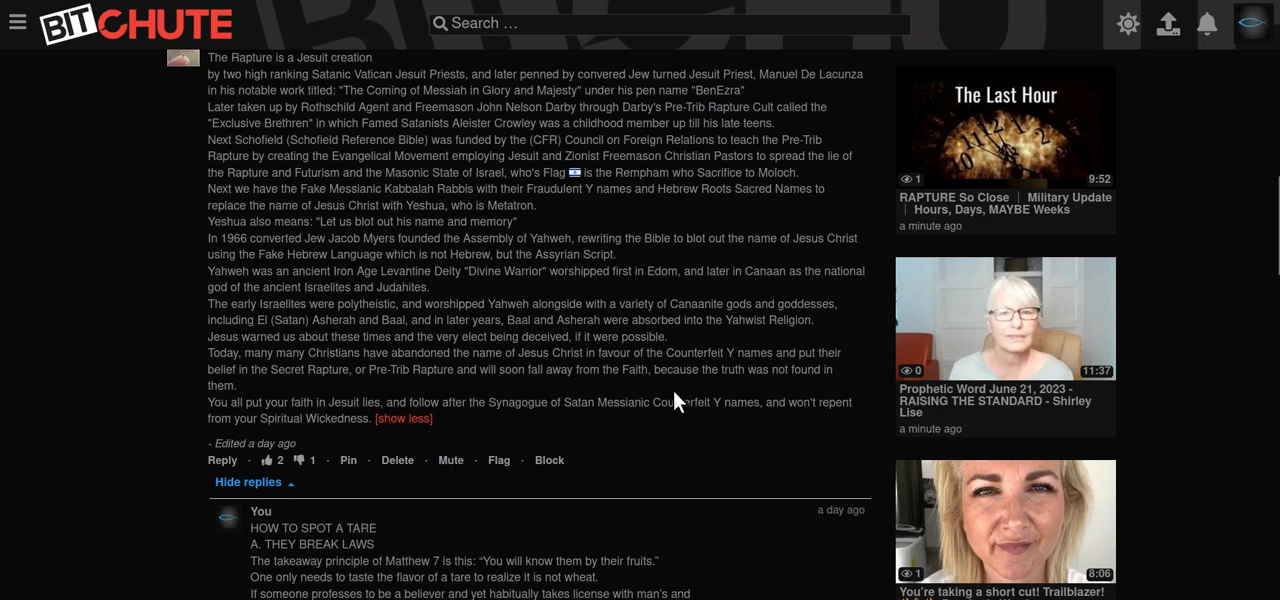 BITCHUTE
Search ...
The Rapture is a Jesuit creation
by two high ranking Satanic Vatican Jesuit Priests, and later penned by convered Jew turned Jesuit Priest, Manuel De Lacunza
in his notable work titled: "The Coming of Messiah in Glory and Majesty" under his pen name "BenEzra"
Later taken up by Rothschild Agent and Freemason John Nelson Darby through Darby's Pre-Trib Rapture Cult called the
"Exclusive Brethren" in which Famed Satanists Aleister Crowley was a childhood member up till his late teens.
Next Schofield (Schofield Reference Bible) was funded by the (CFR) Council on Foreign Relations to teach the Pre-Trib
Rapture by creating the Evangelical Movement employing Jesuit and Zionist Freemason Christian Pastors to spread the lie of
the Rapture and Futurism and the Masonic State of Israel, who's Flag 🇮🇱 is the Rempham who Sacrifice to Moloch.
Next we have the Fake Messianic Kabbalah Rabbis with their Fraudulent Y names and Hebrew Roots Sacred Names to
replace the name of Jesus Christ with Yeshua, who is Metatron.
Yeshua also means: "Let us blot out his name and memory"
In 1966 converted Jew Jacob Myers founded the Assembly of Yahweh, rewriting the Bible to blot out the name of Jesus Christ
using the Fake Hebrew Language which is not Hebrew, but the Assyrian Script.
Yahweh was an ancient Iron Age Levantine Deity "Divine Warrior" worshipped first in Edom, and later in Canaan as the national
god of the ancient Israelites and Judahites.
The early Israelites were polytheistic, and worshipped Yahweh alongside with a variety of Canaanite gods and goddesses,
including El (Satan) Asherah and Baal, and in later years, Baal and Asherah were absorbed into the Yahwist Religion.
Jesus warned us about these times and the very elect being deceived, if it were possible.
Today, many many Christians have abandoned the name of Jesus Christ in favour of the Counterfeit Y names and put their
belief in the Secret Rapture, or Pre-Trib Rapture and will soon fall away from the Faith, because the truth was not found in
them.
You all put your faith in Jesuit lies, and follow after the Synagogue of Satan Messianic Counterfeit Y names, and won't repent
from your Spiritual Wickedness. [show less]
- Edited a day ago
Reply · 2 1 · Pin · Delete · Mute · Flag · Block
Hide replies
You
a day ago
HOW TO SPOT A TARE
A. THEY BREAK LAWS
The takeaway principle of Matthew 7 is this: “You will know them by their fruits.”
One only needs to taste the flavor of a tare to realize it is not wheat.
If someone professes to be a believer and yet habitually takes license with man's and
The Last Hour
1
9:52
RAPTURE So Close │ Military Update
│ Hours, Days, MAYBE Weeks
a minute ago
0
11:37
Prophetic Word June 21, 2023 -
RAISING THE STANDARD - Shirley
Lise
a minute ago
1
8:06
You're taking a short cut! Trailblazer!